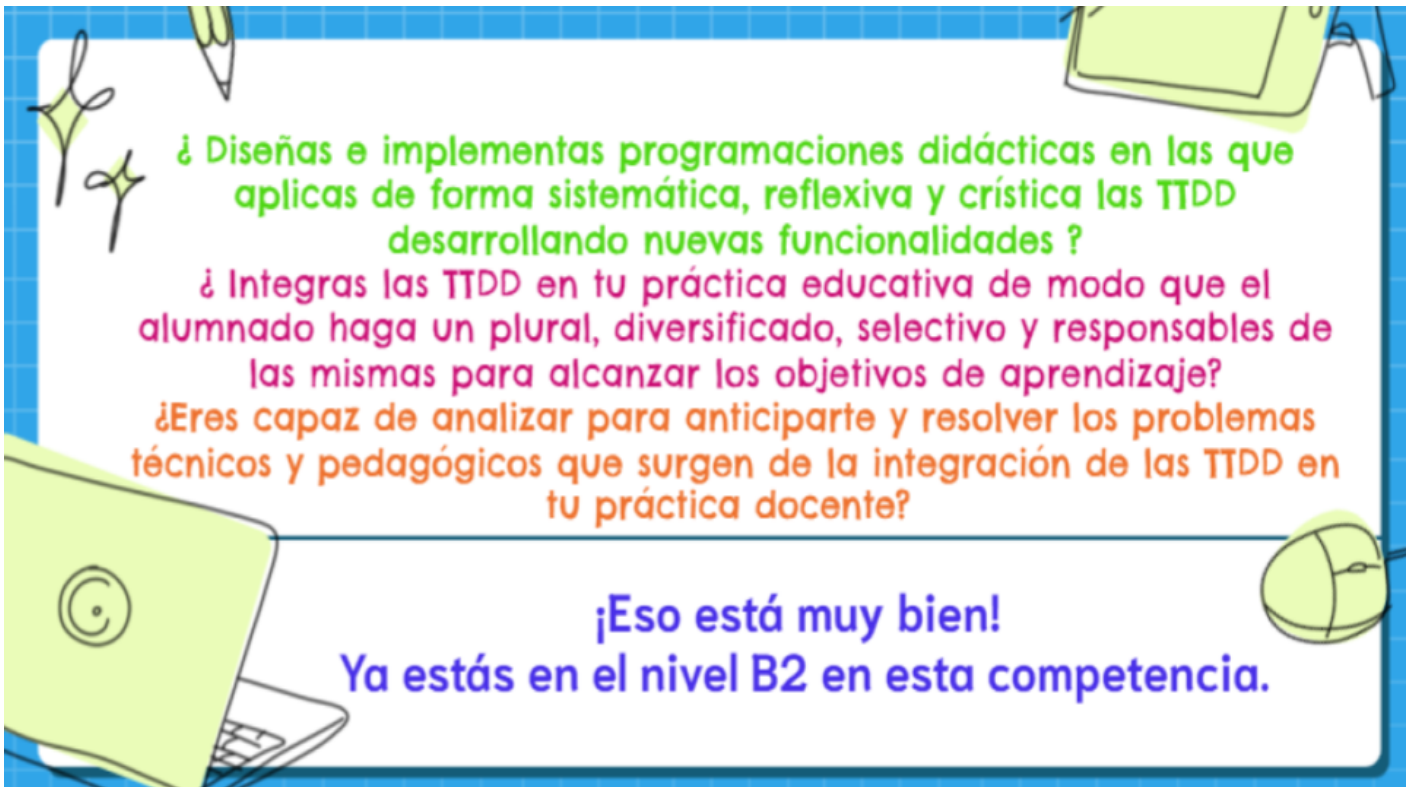 ¿ Diseñas e implementas programaciones didácticas en las que
aplicas de forma sistemática, reflexiva y crística las TTDD
desarrollando nuevas funcionalidades ?
¿ Integras las TTDD en tu práctica educativa de modo que el
alumnado haga un plural, diversificado, selectivo y responsables de
las mismas para alcanzar los objetivos de aprendizaje?
¿Eres capaz de analizar para anticiparte y resolver los problemas
técnicos y pedagógicos que surgen de la integración de las TTDD en
tu práctica docente?
¡Eso está muy bien!
Ya estás en el nivel B2 en esta competencia.